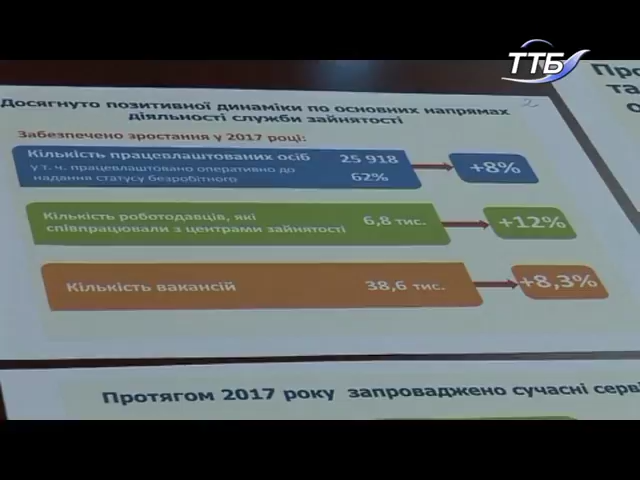 ТТБ
Досягнуто позитивної динаміки по основних напрямах
діяльності служби зайнятості
Забезпечено зростання у 2017 році:
Кількість працевлаштованих осіб 25 918
у т. ч. працевлаштовано оперативно до
надання статусу безробітного 62%
+8%
Кількість роботодавців, які
співпрацювали з центрами зайнятості 6,8 тис.
+12%
Кількість вакансій 38,6 тис.
+8,3%
Протягом 2017 року запроваджено сучасні